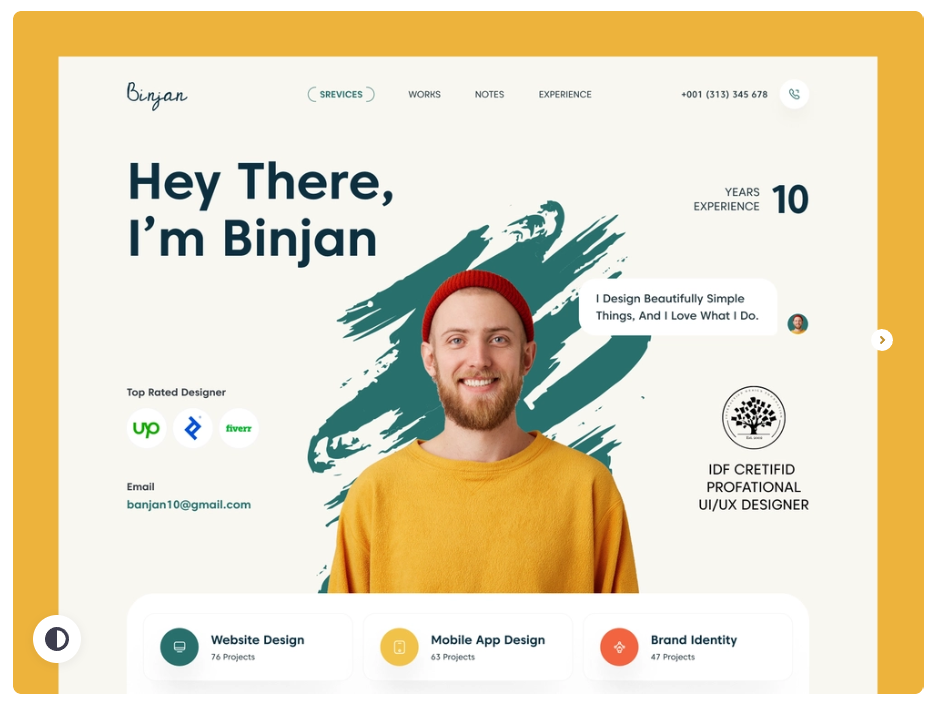 Binjan
SREVICES
WORKS
NOTES
EXPERIENCE
+001 (313) 345 678
Hey There,
I’m Binjan
YEARS
EXPERIENCE
10
I Design Beautifully Simple
Things, And I Love What I Do.
Top Rated Designer
up
fiverr
Email
banjan10@gmail.com
IDF CRETIFID
PROFATIONAL
UI/UX DESIGNER
Website Design
76 Projects
Mobile App Design
63 Projects
Brand Identity
47 Projects